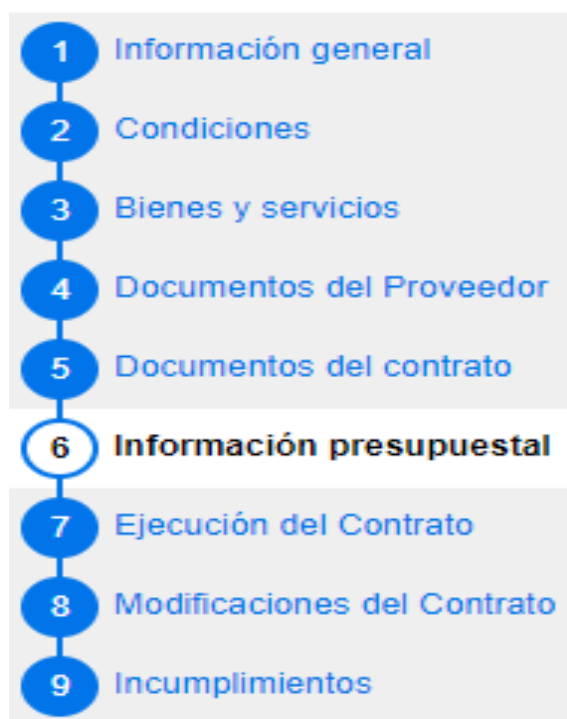 1 Información general
2 Condiciones
3 Bienes y servicios
4 Documentos del Proveedor
5 Documentos del contrato
6 Información presupuestal
7 Ejecución del Contrato
8 Modificaciones del Contrato
9 Incumplimientos